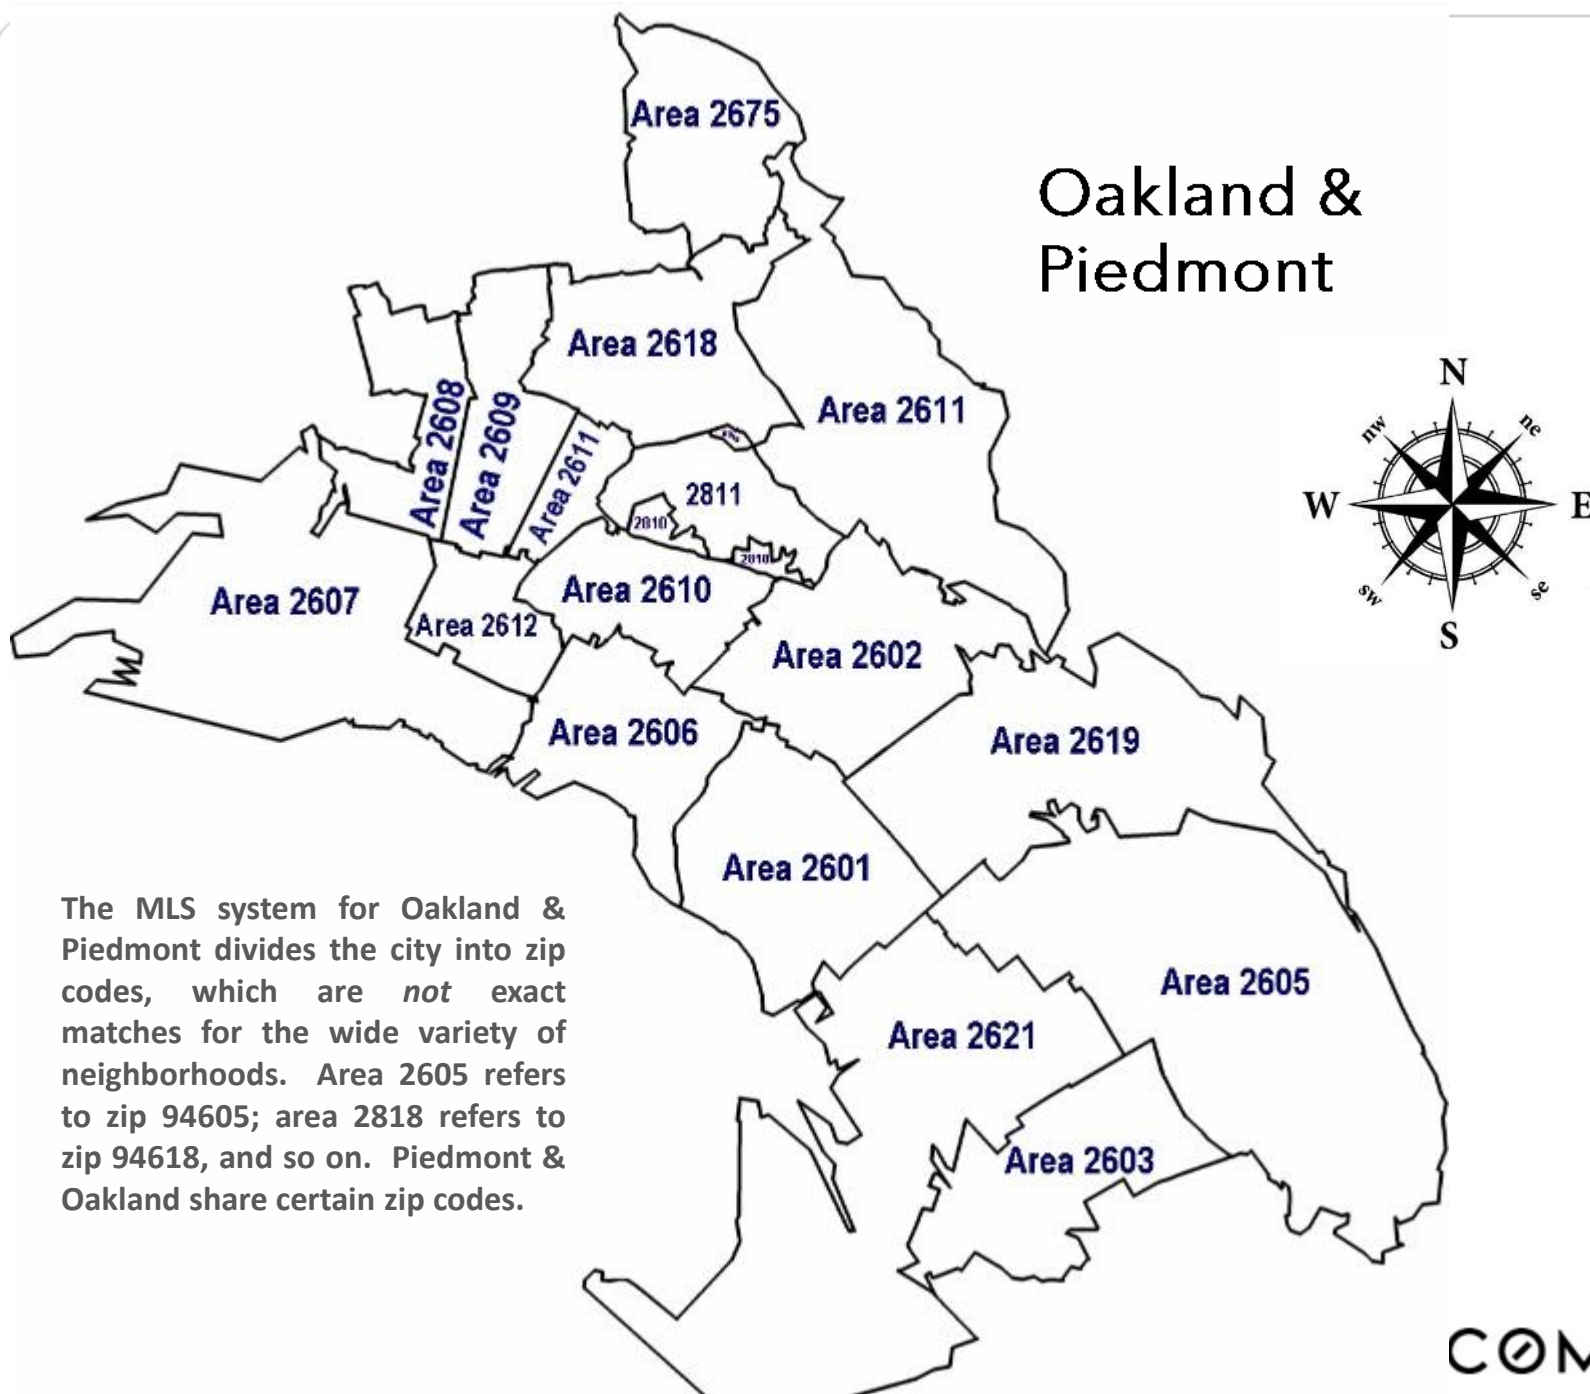 Area 2675
Oakland &
Piedmont
N
Area 2618
nw
ne
Area 2608
Area 2609
Area 2611
Area 2611
2811
W
E
2810
2810
Area 2607
Area 2610
sw
se
Area 2612
S
Area 2602
Area 2606
Area 2619
Area 2601
The MLS system for Oakland &
Piedmont divides the city into zip
codes, which are not exact
matches for the wide variety of
neighborhoods. Area 2605 refers
to zip 94605; area 2818 refers to
zip 94618, and so on. Piedmont &
Oakland share certain zip codes.
Area 2605
Area 2621
Area 2603
COM